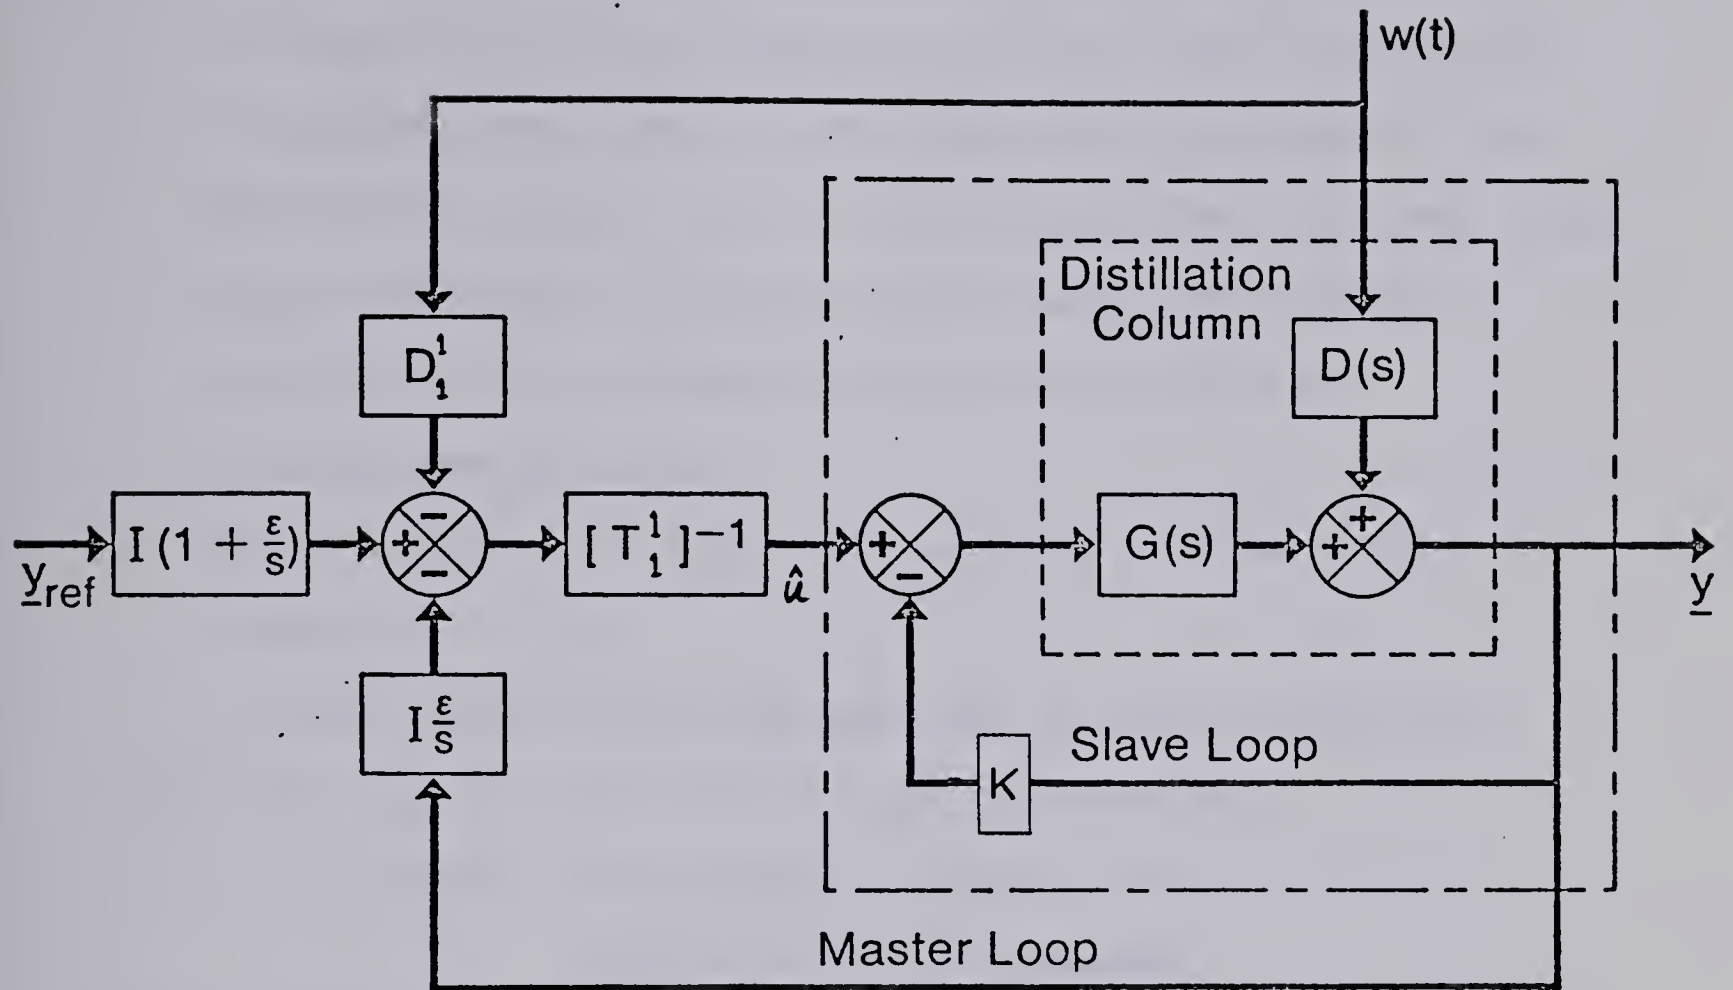 w(t)
Distillation
Column
D₁¹
D(s)
y_ref
I(1 + ε/s)
−
+
−
[T₁¹]⁻¹
û
+
−
G(s)
+
+
y
I ε/s
K
Slave Loop
Master Loop